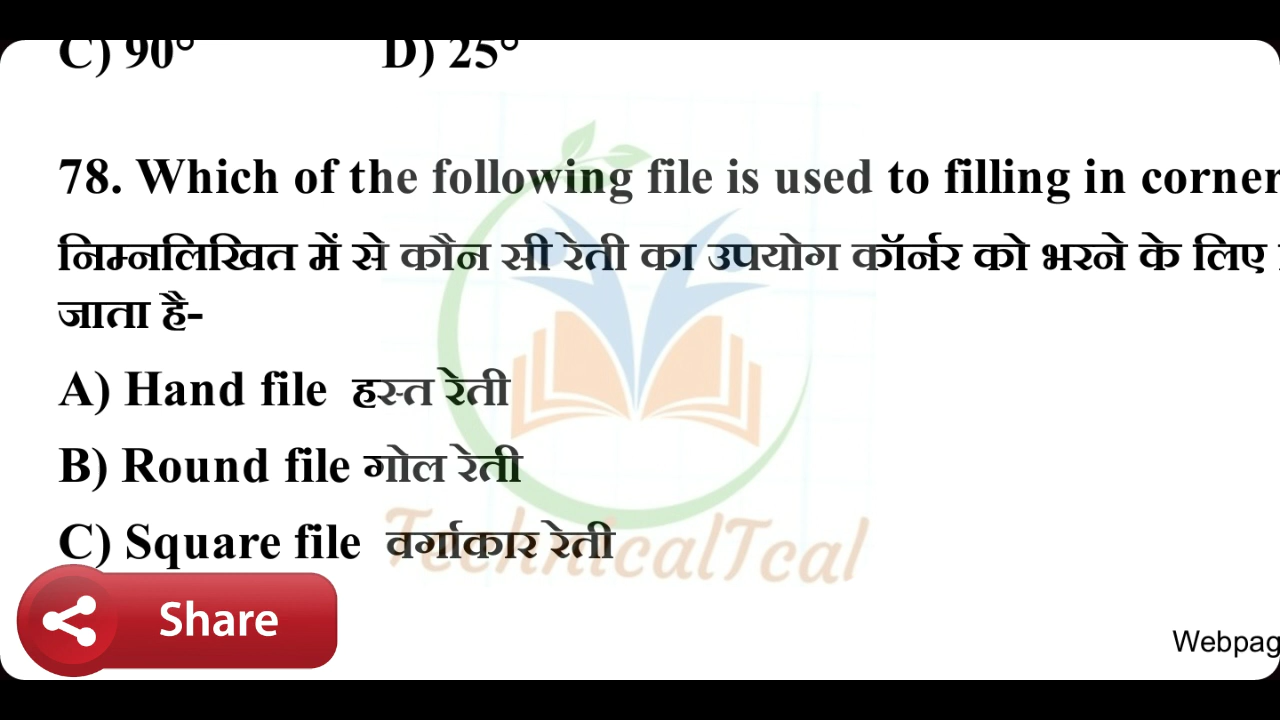 C) 90° D) 25°
78. Which of the following file is used to filling in corner
निम्नलिखित में से कौन सी रेती का उपयोग कॉर्नर को भरने के लिए
जाता है-
A) Hand file हस्त रेती
B) Round file गोल रेती
C) Square file वर्गाकार रेती
TechnicalTcal
Share
Webpag